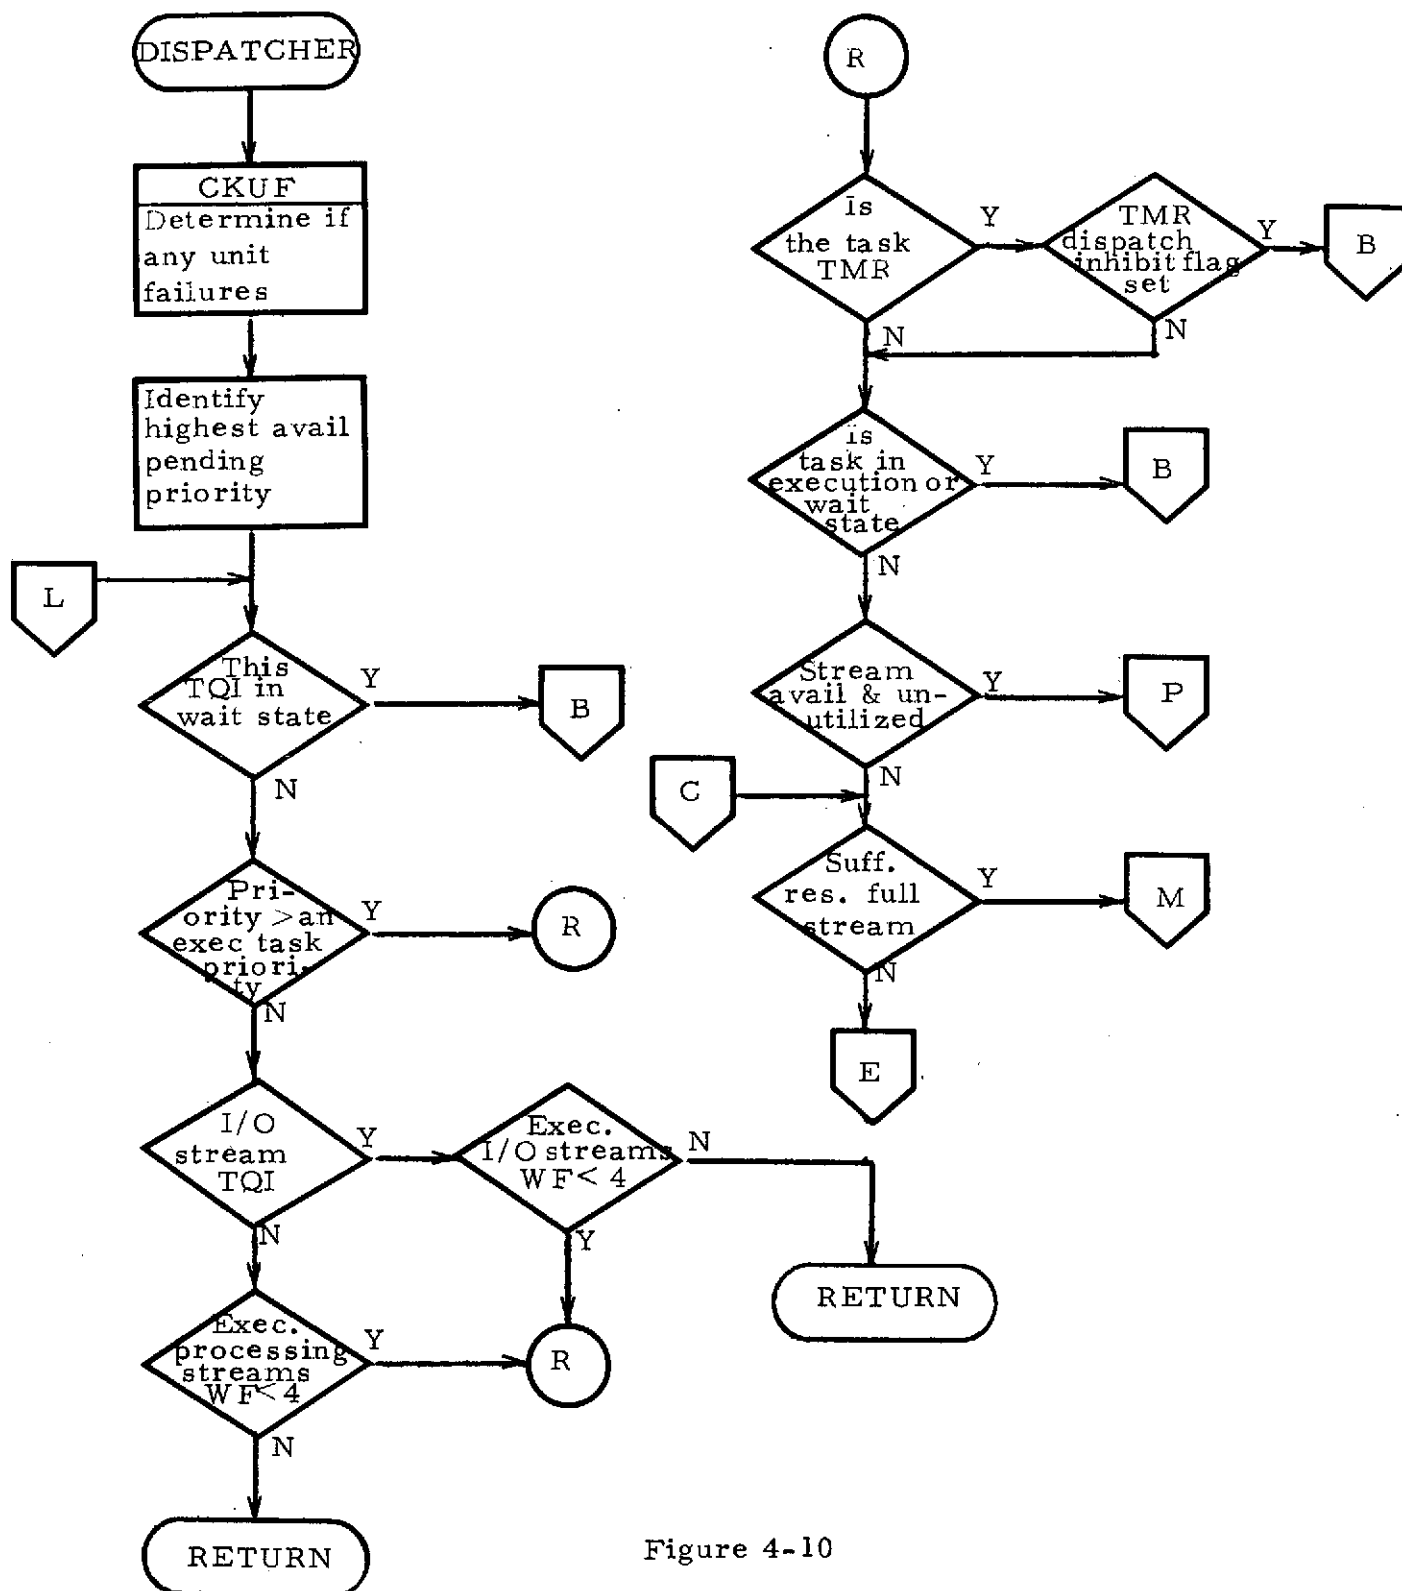 DISPATCHER
CKUF
Determine if
any unit
failures
Identify
highest avail
pending
priority
L
This
TQI in
wait state
Y
B
N
Pri-
ority > an
exec task
priori-
ty
Y
R
N
I/O
stream
TQI
Y
Exec.
I/O streams
WF < 4
N
RETURN
Y
R
N
Exec.
processing
streams
WF < 4
Y
N
RETURN
R
Is
the task
TMR
Y
TMR
dispatch
inhibit flag
set
Y
B
N
N
Is
task in
execution or
wait
state
Y
B
N
Stream
avail & un-
utilized
Y
P
N
C
Suff.
res. full
stream
Y
M
N
E
Figure 4-10